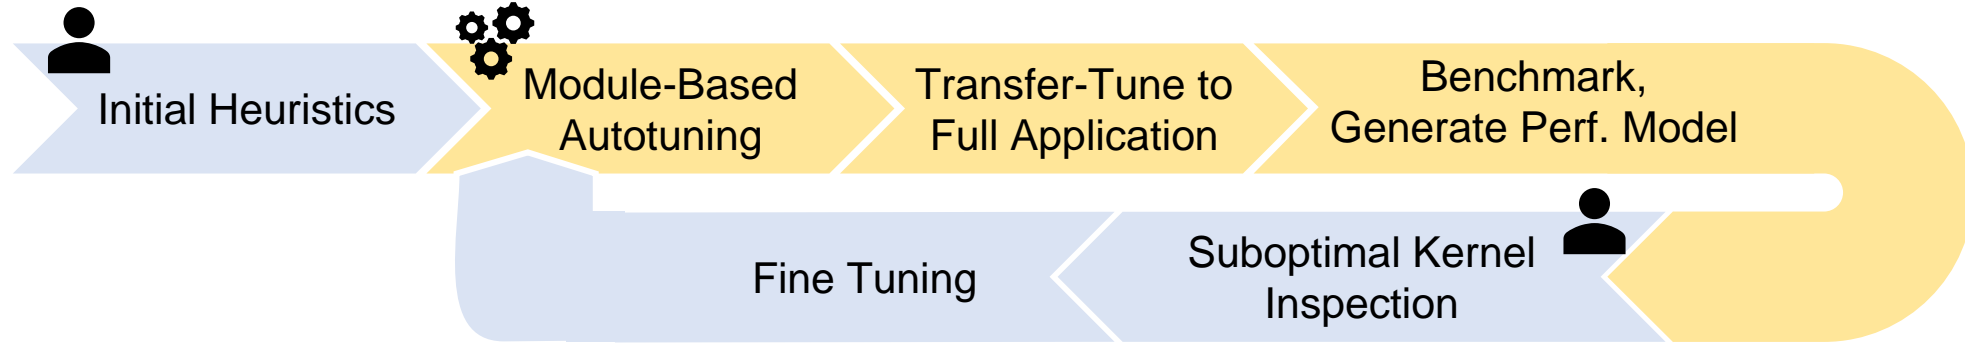 Initial Heuristics
Module-Based
Autotuning
Transfer-Tune to
Full Application
Benchmark,
Generate Perf. Model
Suboptimal Kernel
Inspection
Fine Tuning